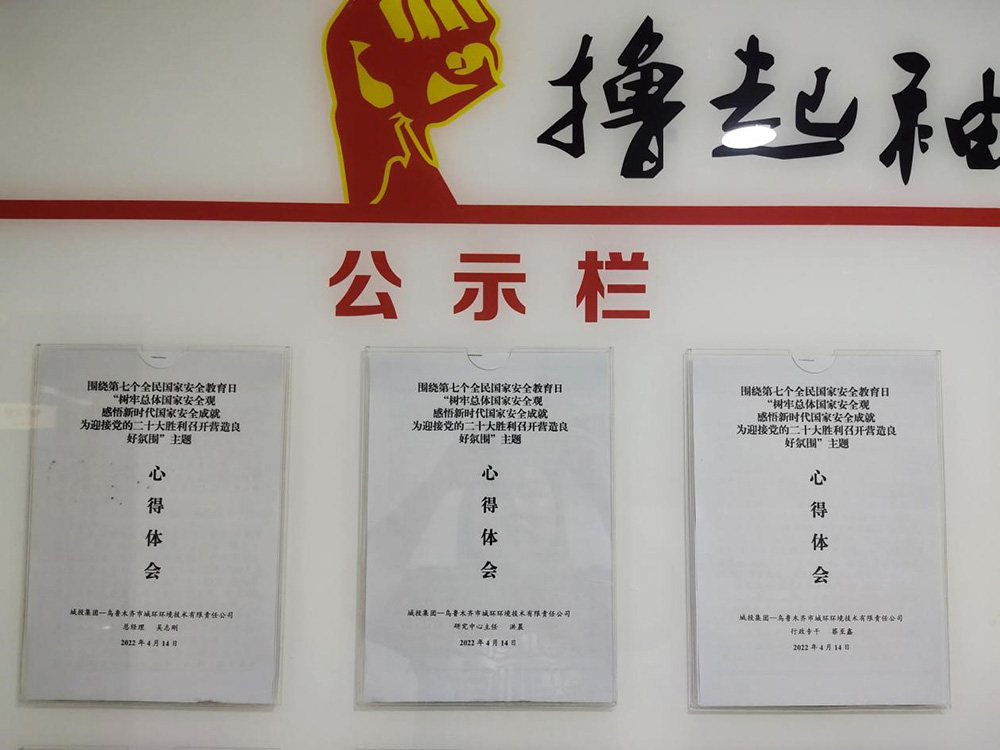 撸起袖
公示栏
围绕第七个全民国家安全教育日
“树牢总体国家安全观
感悟新时代国家安全成就
为迎接党的二十大胜利召开营造良
好氛围”主题
心
得
体
会
城投集团—乌鲁木齐市城环环境技术有限责任公司
总经理 吴志刚
2022年4月14日
围绕第七个全民国家安全教育日
“树牢总体国家安全观
感悟新时代国家安全成就
为迎接党的二十大胜利召开营造良
好氛围”主题
心
得
体
会
城投集团—乌鲁木齐市城环环境技术有限责任公司
研究中心主任 洪晨
2022年4月14日
围绕第七个全民国家安全教育日
“树牢总体国家安全观
感悟新时代国家安全成就
为迎接党的二十大胜利召开营造良
好氛围”主题
心
得
体
会
城投集团—乌鲁木齐市城环环境技术有限责任公司
行政专干 蔡至鑫
2022年4月14日